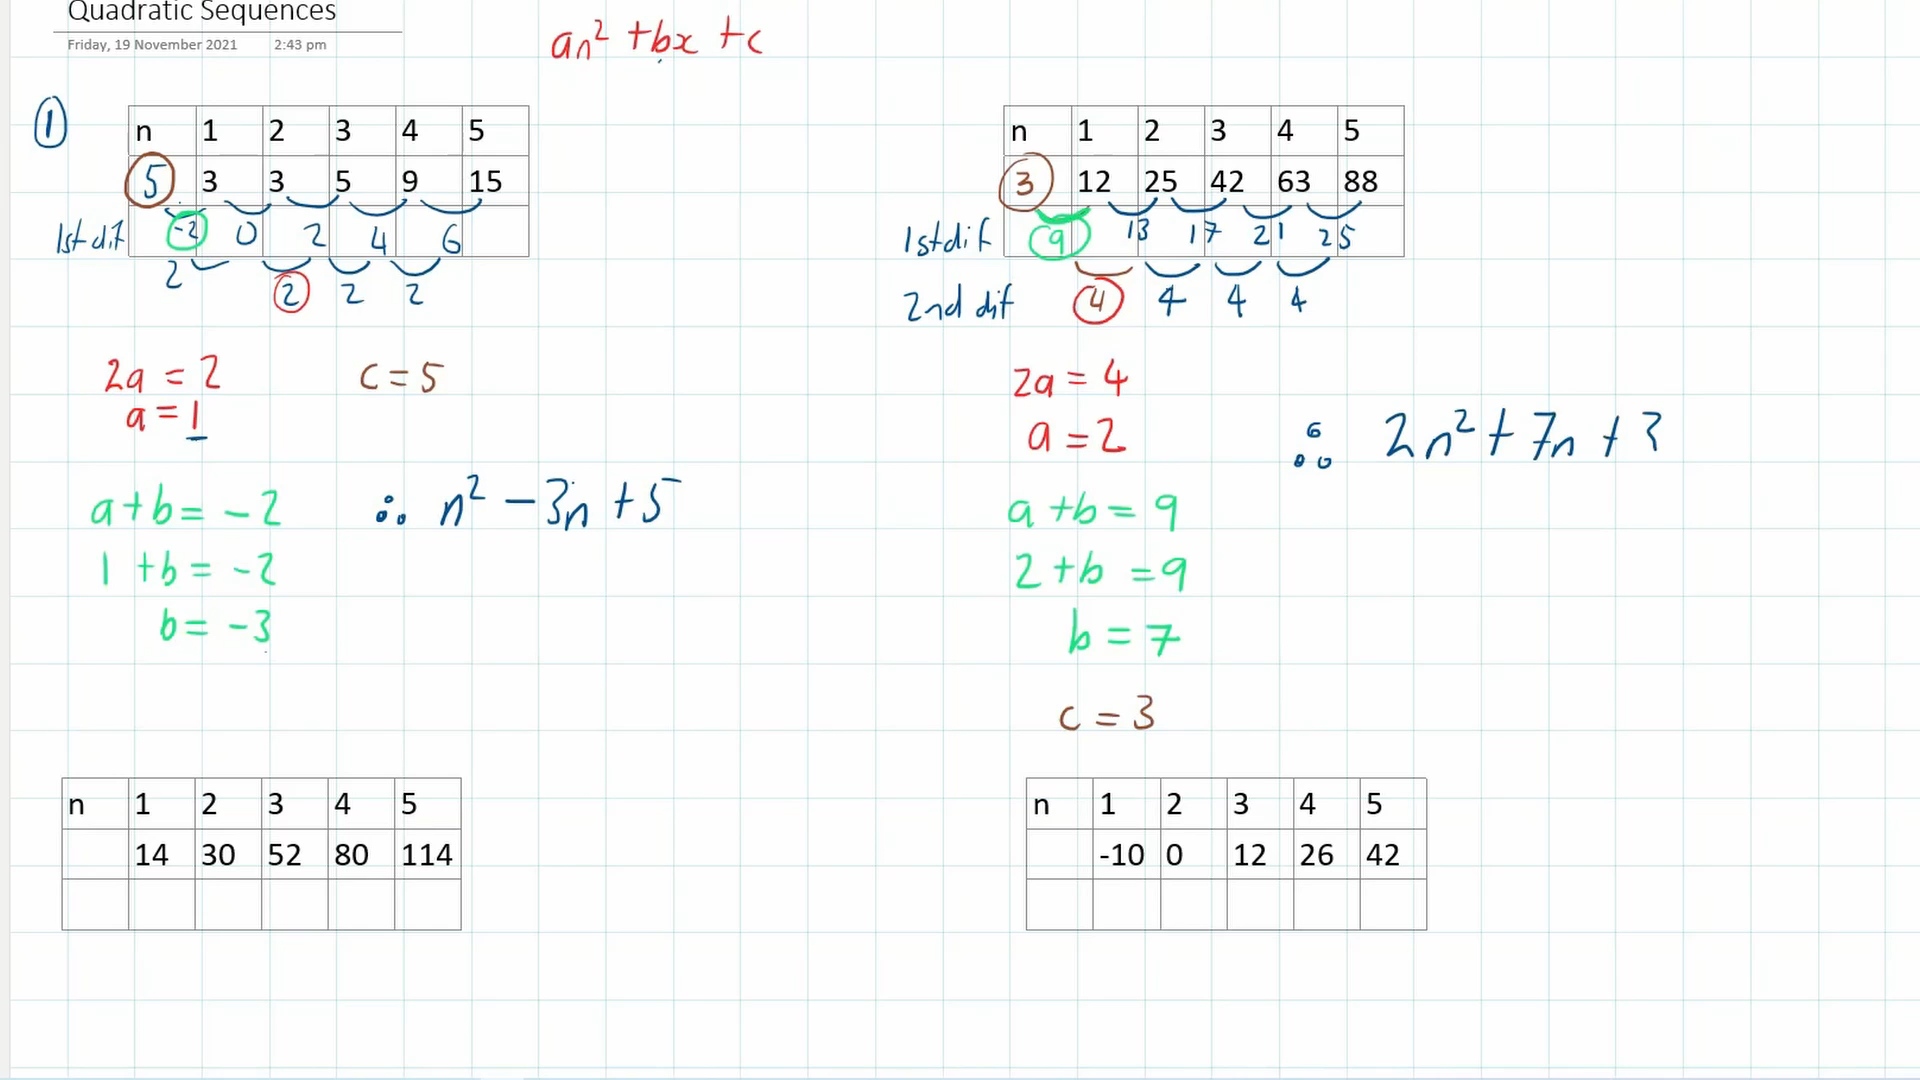 Quadratic Sequences
Friday, 19 November 2021 2:43 pm
an² +bx +c
①
n 1 2 3 4 5
5 3 3 5 9 15
1st dif -2 0 2 4 6
2 2 2 2
2a = 2
a = 1
c = 5
a+b = -2
1 +b = -2
b = -3
∴ n² - 3n + 5
n 1 2 3 4 5
3 12 25 42 63 88
1st dif 9 13 17 21 25
2nd dif 4 4 4 4
2a = 4
a = 2
∴ 2n² + 7n + 3
a +b = 9
2 +b = 9
b = 7
c = 3
n 1 2 3 4 5
14 30 52 80 114
n 1 2 3 4 5
-10 0 12 26 42